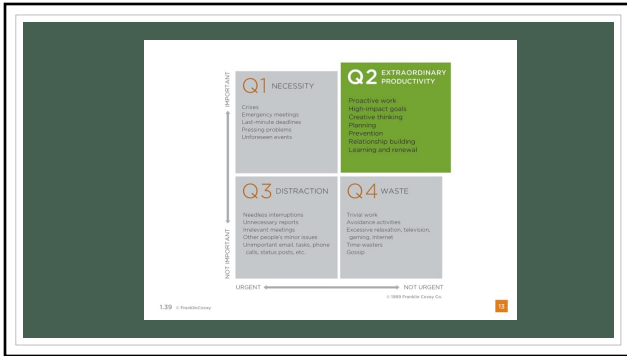 IMPORTANT
Q1 NECESSITY
Crises
Emergency meetings
Last-minute deadlines
Pressing problems
Unforeseen events
Q2 EXTRAORDINARY
PRODUCTIVITY
Proactive work
High-impact goals
Creative thinking
Planning
Prevention
Relationship building
Learning and renewal
NOT IMPORTANT
Q3 DISTRACTION
Needless interruptions
Unnecessary reports
Irrelevant meetings
Other people's minor issues
Unimportant email, tasks, phone
calls, status posts, etc.
Q4 WASTE
Trivial work
Avoidance activities
Excessive relaxation, television,
gaming, Internet
Time-wasters
Gossip
URGENT
NOT URGENT
© 1989 Franklin Covey Co.
1.39 © FranklinCovey
13